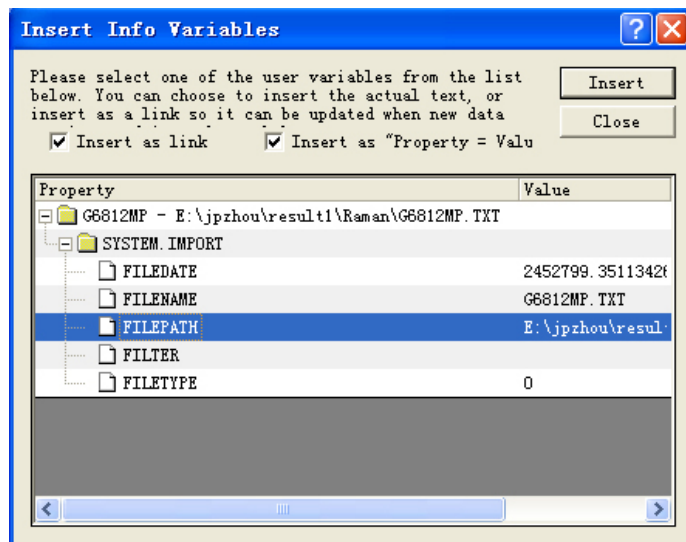 Insert Info Variables
Please select one of the user variables from the list
below. You can choose to insert the actual text, or
insert as a link so it can be updated when new data
Insert
Close
Insert as link
Insert as "Property = Valu
Property Value
G6812MP - E:\jpzhou\result1\Raman\G6812MP.TXT
SYSTEM.IMPORT
FILEDATE 2452799.3511342
FILENAME G6812MP.TXT
FILEPATH E:\jpzhou\resul
FILTER
FILETYPE 0